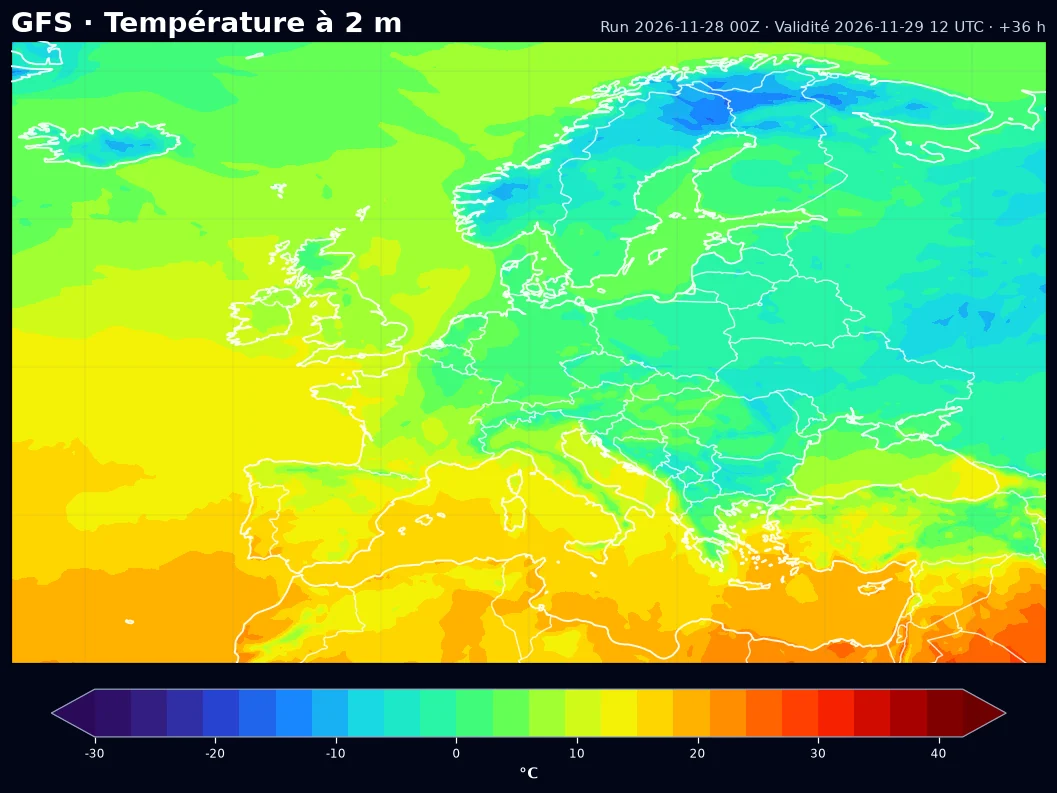 GFS · Température à 2 m
Run 2026-11-28 00Z · Validité 2026-11-29 12 UTC · +36 h
-30 -20 -10 0 10 20 30 40
°C